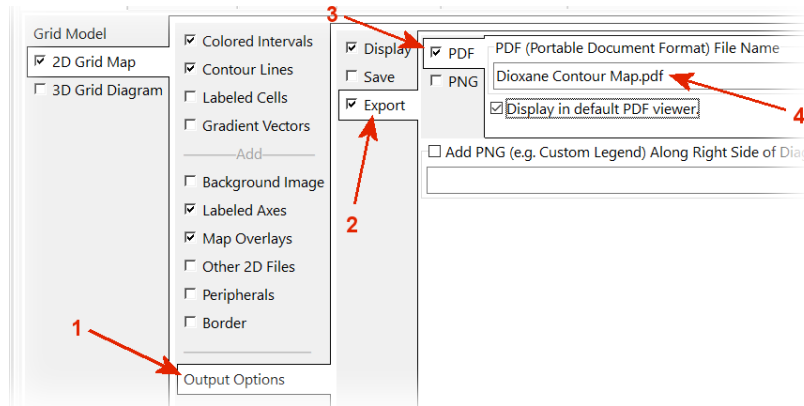 Grid Model
2D Grid Map
3D Grid Diagram
Colored Intervals
Contour Lines
Labeled Cells
Gradient Vectors
Add
Background Image
Labeled Axes
Map Overlays
Other 2D Files
Peripherals
Border
1
Output Options
Display
Save
Export
2
3
PDF
PNG
PDF (Portable Document Format) File Name
Dioxane Contour Map.pdf
4
Display in default PDF viewer.
Add PNG (e.g. Custom Legend) Along Right Side of Dia